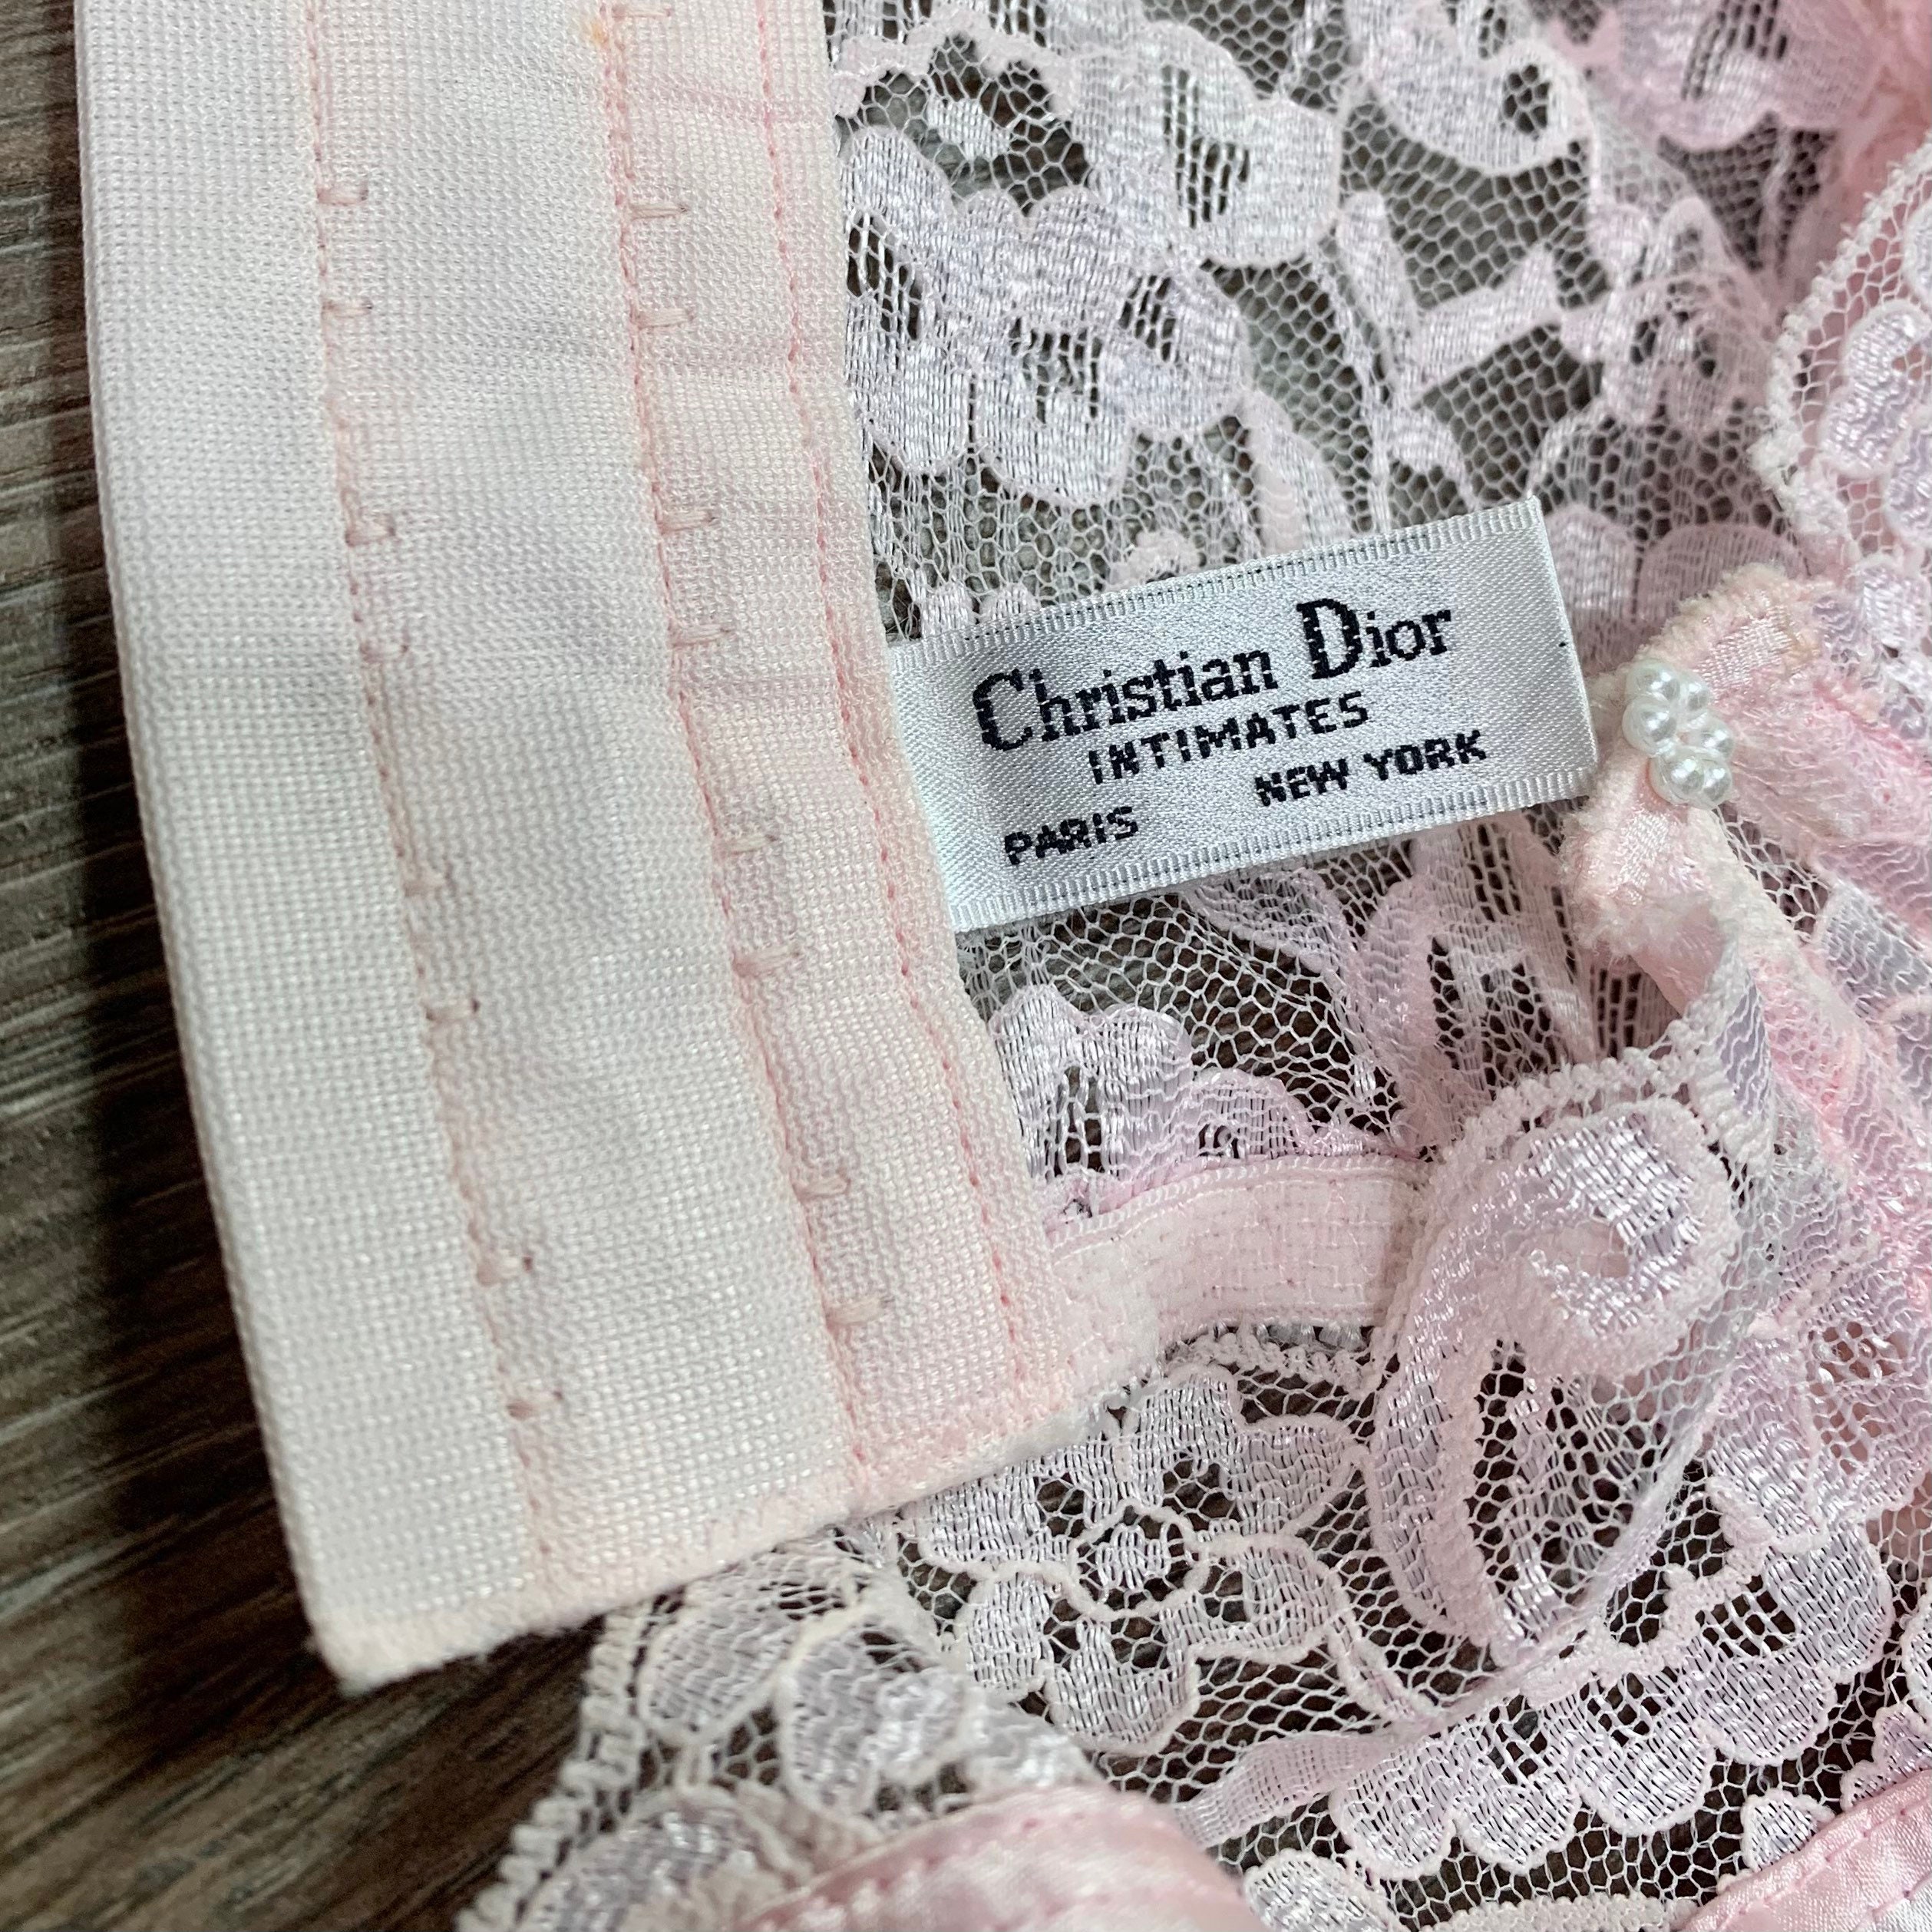 Christian Dior
INTIMATES
PARIS NEW YORK